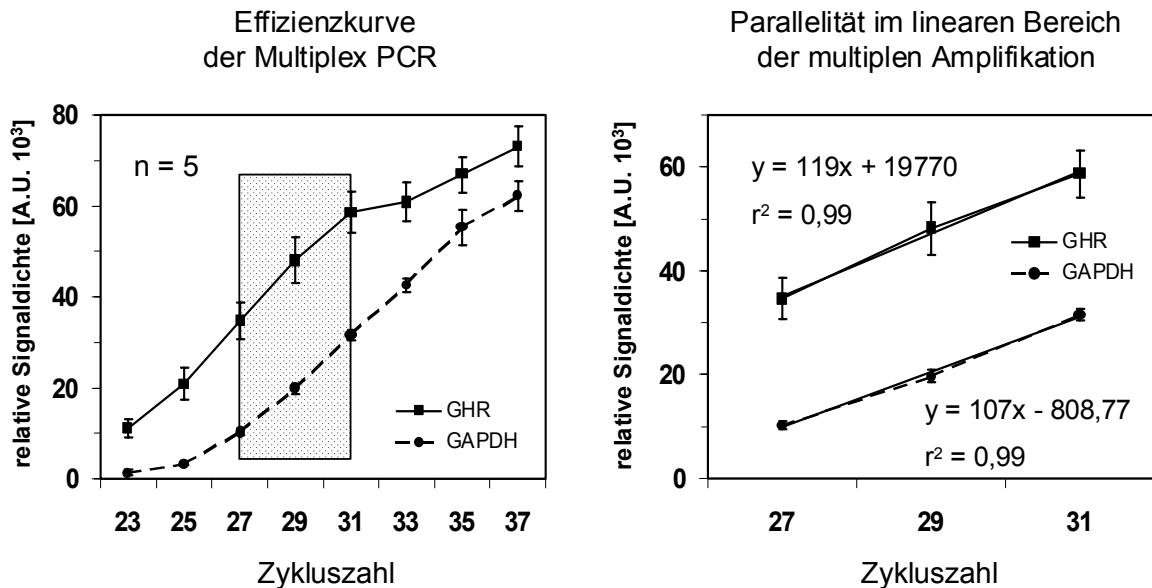 Effizienzkurve
der Multiplex PCR
relative Signaldichte [A.U. 10³]
80
60
40
20
0
n = 5
GHR
GAPDH
23 25 27 29 31 33 35 37
Zykluszahl
Parallelität im linearen Bereich
der multiplen Amplifikation
relative Signaldichte [A.U. 10³]
60
40
20
0
y = 119x + 19770
r² = 0,99
GHR
GAPDH
y = 107x - 808,77
r² = 0,99
27 29 31
Zykluszahl